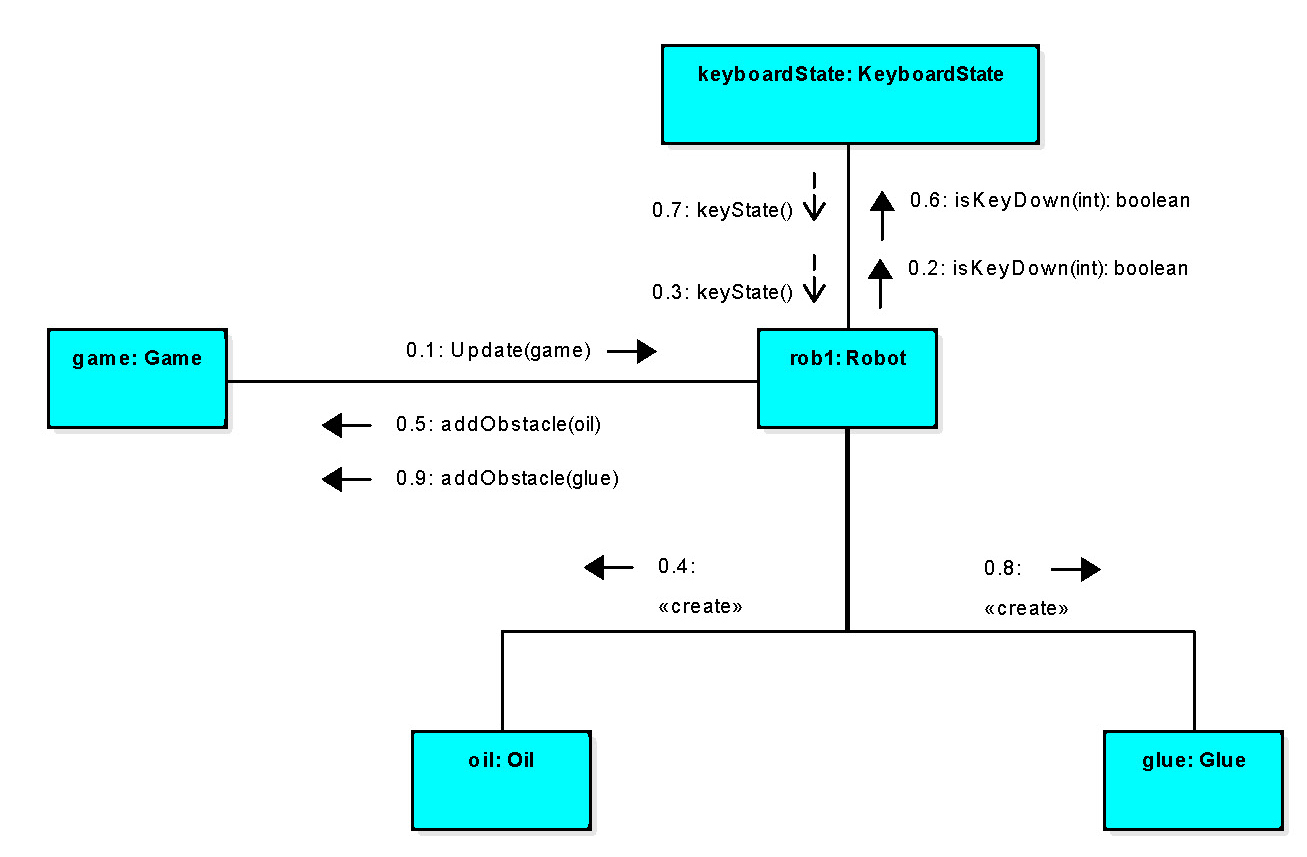 keyboardState: KeyboardState
0.7: keyState()
0.6: isKeyDown(int): boolean
0.3: keyState()
0.2: isKeyDown(int): boolean
game: Game
0.1: Update(game)
rob1: Robot
0.5: addObstacle(oil)
0.9: addObstacle(glue)
0.4:
«create»
0.8:
«create»
oil: Oil
glue: Glue